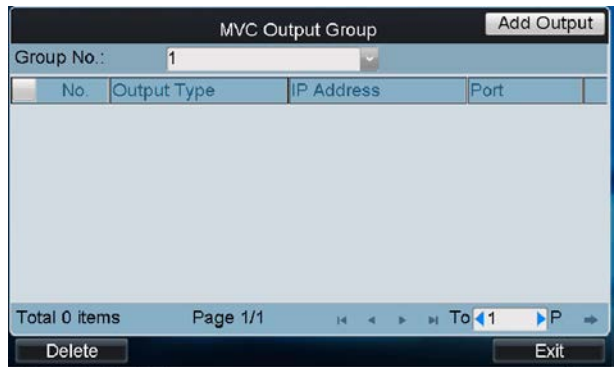 MVC Output Group Add Output
Group No.: 1
No. Output Type IP Address Port
Total 0 items Page 1/1 To 1 P
Delete Exit